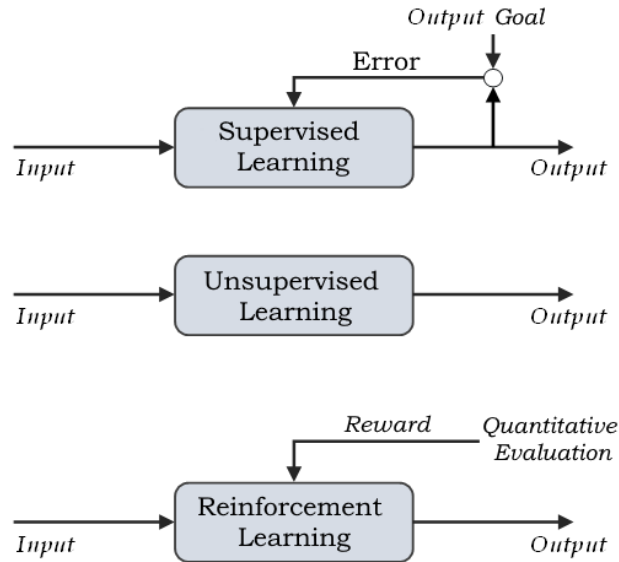 Output Goal
Error
Supervised
Learning
Input
Output
Unsupervised
Learning
Input
Output
Reward
Quantitative
Evaluation
Reinforcement
Learning
Input
Output